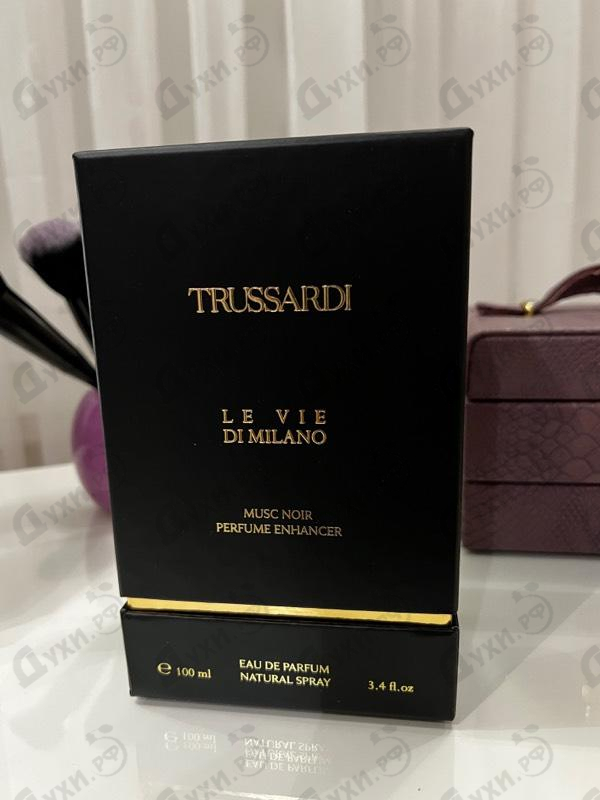 TRUSSARDI
LE VIE
DI MILANO
MUSC NOIR
PERFUME ENHANCER
℮ 100 ml
EAU DE PARFUM
NATURAL SPRAY
3.4 fl.oz
Духи.рф